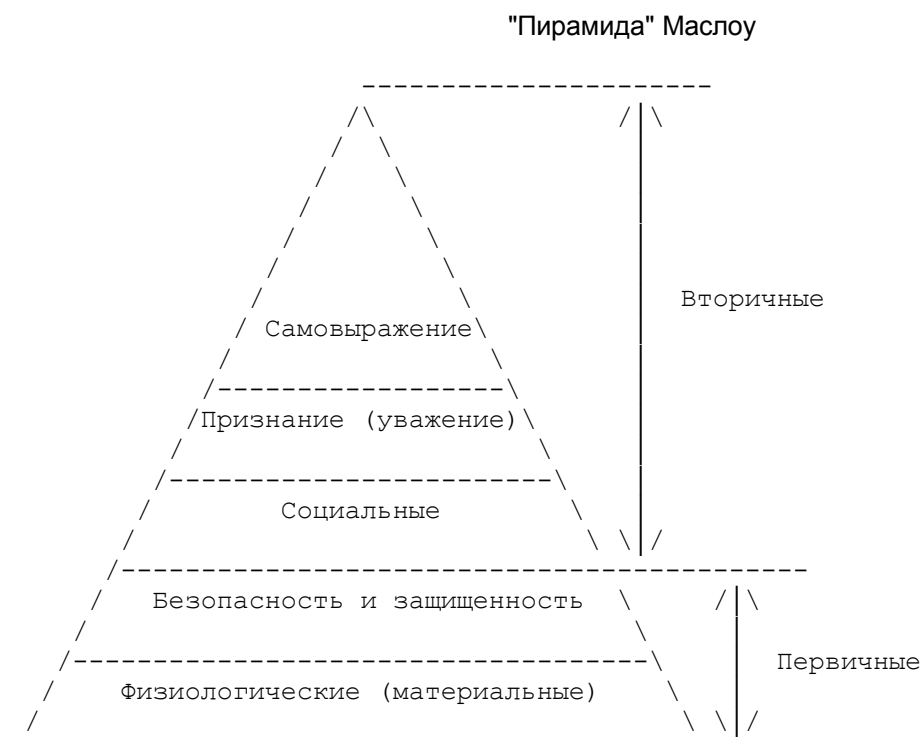 "Пирамида" Маслоу
Вторичные
Самовыражение
Признание (уважение)
Социальные
Безопасность и защищенность
Первичные
Физиологические (материальные)